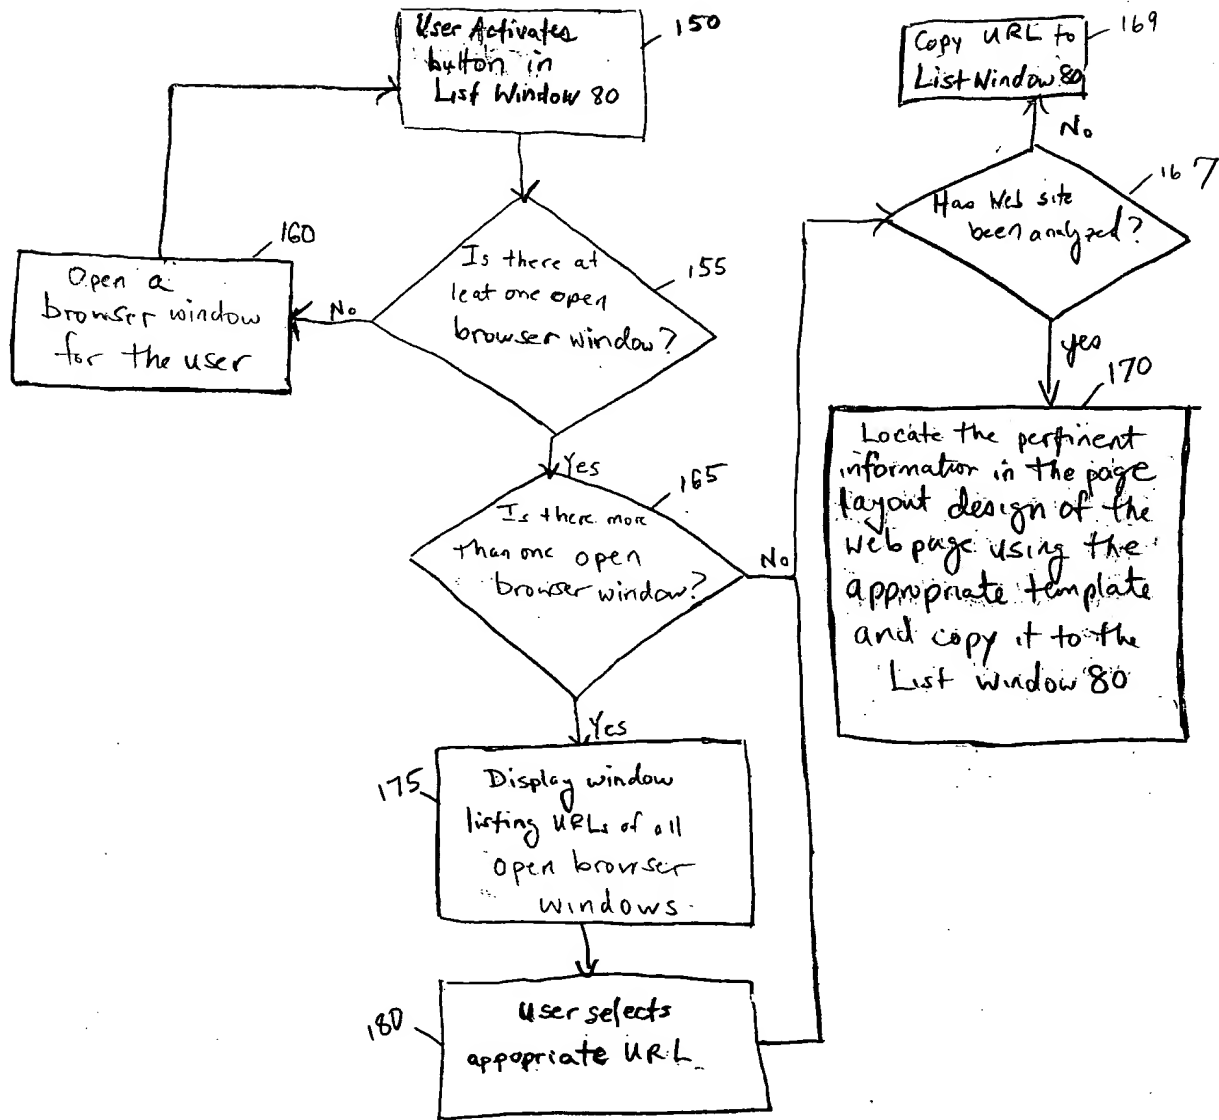 150
User Activates
button in
List Window 80
160
Open a
browser window
for the user
No
155
Is there at
leat one open
browser window?
Yes
165
Is there more
than one open
browser window?
No
Yes
175
Display window
listing URLs of all
open browser
windows.
180
User selects
appopriate URL
169
Copy URL to
List Window 80
No
167
Has Web site
been analyzed?
yes
170
Locate the pertinent
information in the page
layout design of the
web page using the
appropriate template
and copy it to the
List window 80